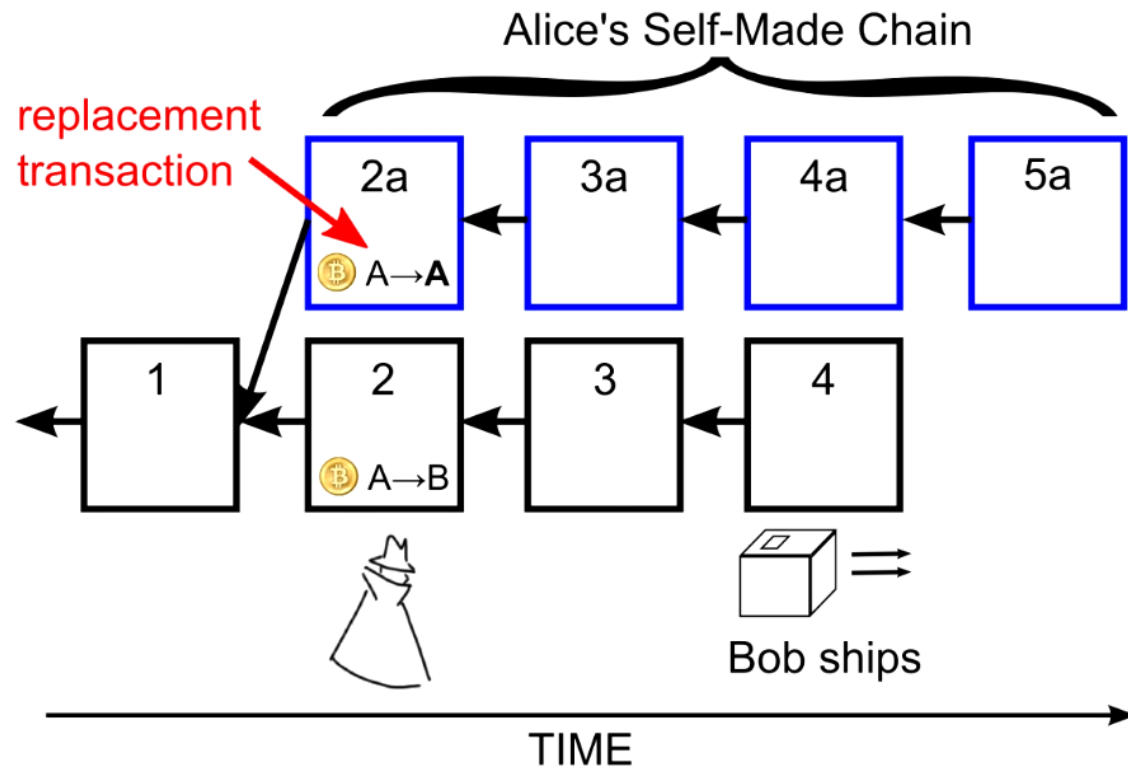 Alice's Self-Made Chain
replacement
transaction
2a
3a
4a
5a
A→A
1
2
3
4
A→B
Bob ships
TIME